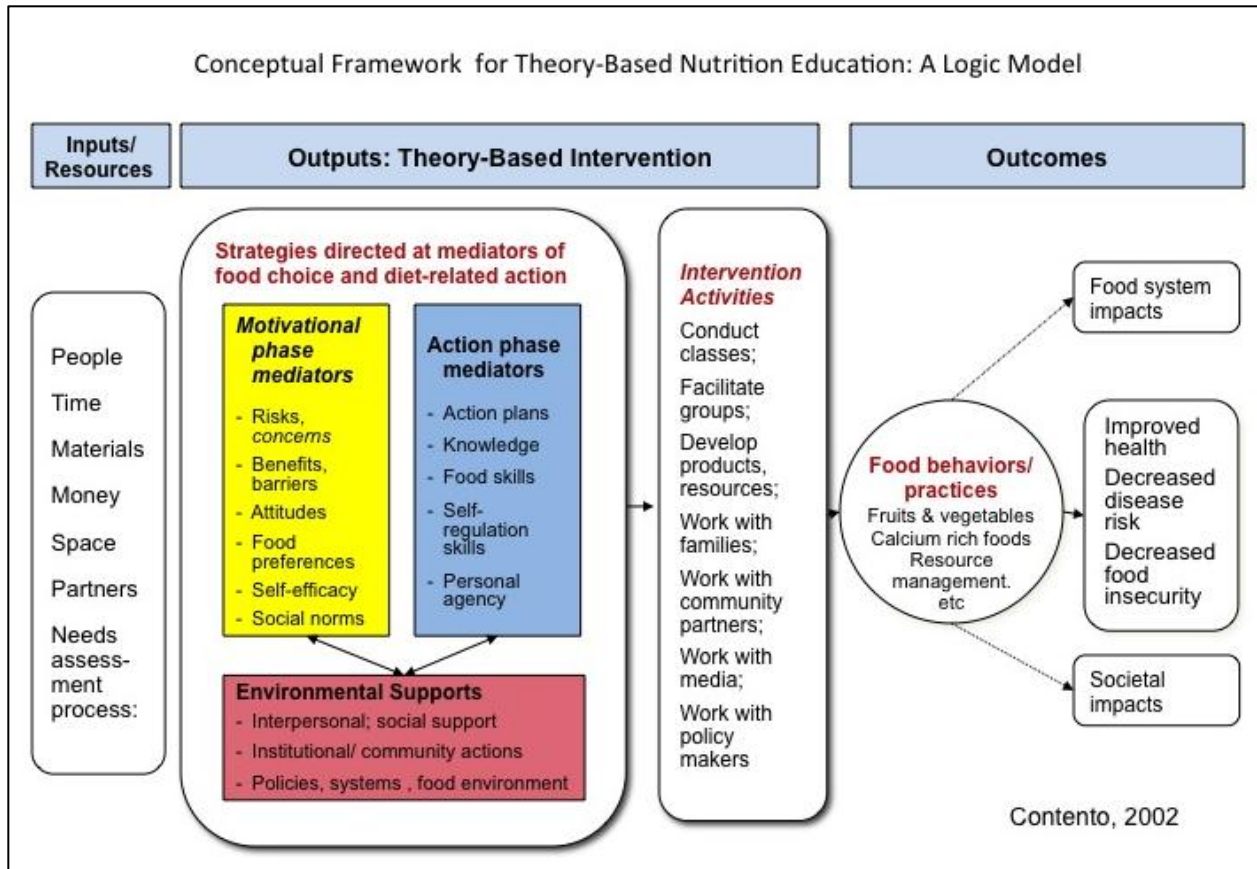 Conceptual Framework for Theory-Based Nutrition Education: A Logic Model
Inputs/
Resources
Outputs: Theory-Based Intervention
Outcomes
People
Time
Materials
Money
Space
Partners
Needs
assess-
ment
process:
Strategies directed at mediators of
food choice and diet-related action
Motivational
phase
mediators
- Risks,
concerns
- Benefits,
barriers
- Attitudes
- Food
preferences
- Self-efficacy
- Social norms
Action phase
mediators
- Action plans
- Knowledge
- Food skills
- Self-
regulation
skills
- Personal
agency
Environmental Supports
- Interpersonal; social support
- Institutional/ community actions
- Policies, systems , food environment
Intervention
Activities
Conduct
classes;
Facilitate
groups;
Develop
products,
resources;
Work with
families;
Work with
community
partners;
Work with
media;
Work with
policy
makers
Food behaviors/
practices
Fruits & vegetables
Calcium rich foods
Resource
management.
etc
Food system
impacts
Improved
health
Decreased
disease
risk
Decreased
food
insecurity
Societal
impacts
Contento, 2002